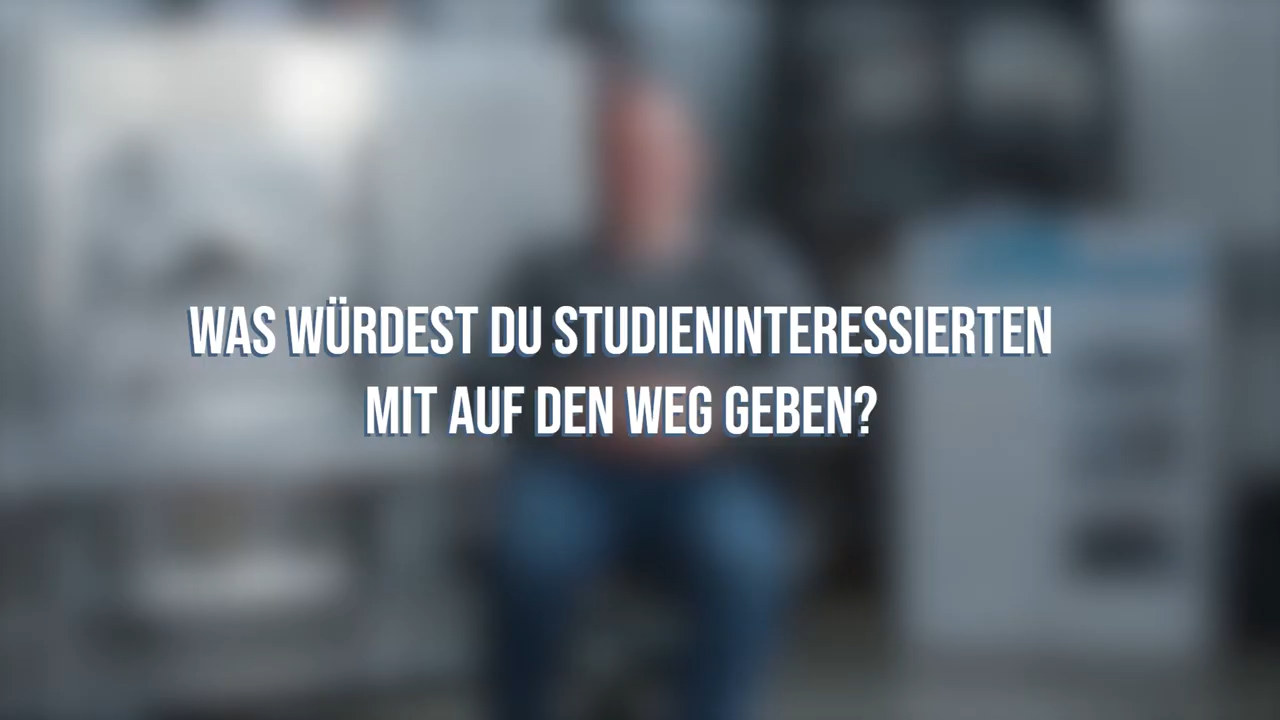 WAS WÜRDEST DU STUDIENINTERESSIERTEN
MIT AUF DEN WEG GEBEN?